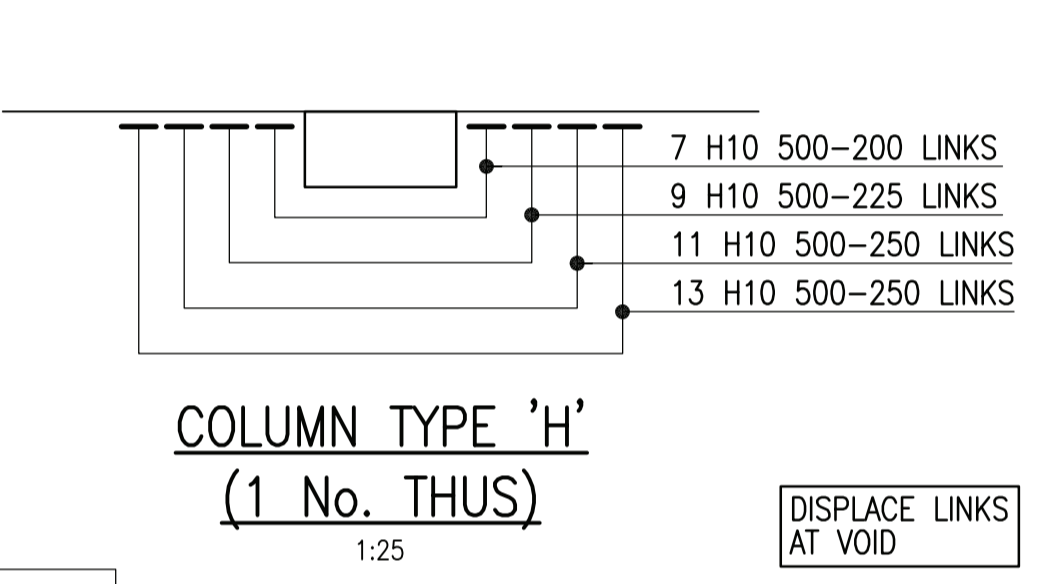 7 H10 500-200 LINKS
9 H10 500-225 LINKS
11 H10 500-250 LINKS
13 H10 500-250 LINKS
COLUMN TYPE 'H'
(1 No. THUS)
1:25
DISPLACE LINKS
AT VOID